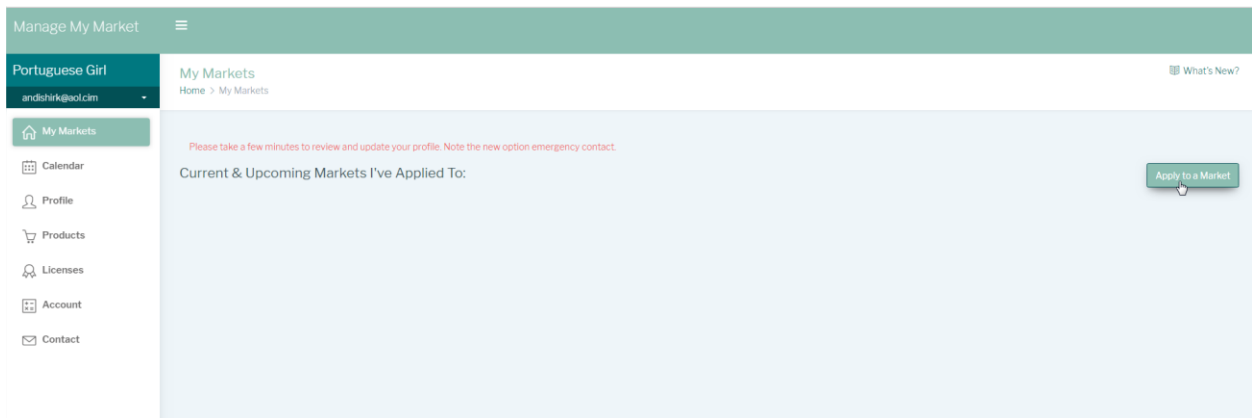 Manage My Market
Portuguese Girl
andishirk@aol.cim
My Markets
Calendar
Profile
Products
Licenses
Account
Contact
My Markets
Home > My Markets
What's New?
Please take a few minutes to review and update your profile. Note the new option emergency contact.
Current & Upcoming Markets I've Applied To:
Apply to a Market